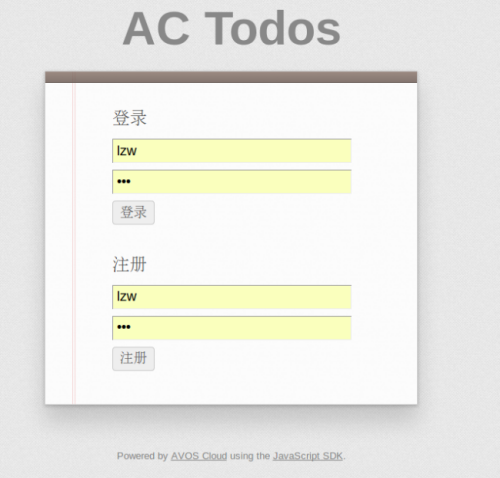 AC Todos
登录
lzw
•••
登录
注册
lzw
•••
注册
Powered by AVOS Cloud using the JavaScript SDK.